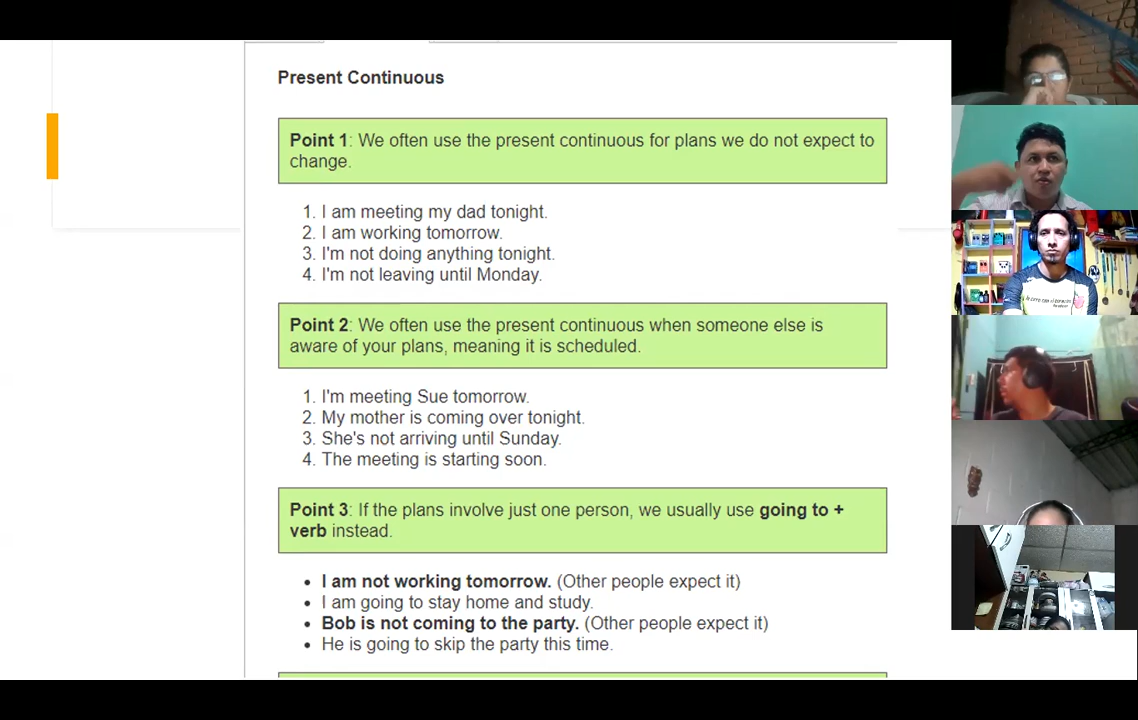 Present Continuous
Point 1: We often use the present continuous for plans we do not expect to
change.
1. I am meeting my dad tonight.
2. I am working tomorrow.
3. I'm not doing anything tonight.
4. I'm not leaving until Monday.
Point 2: We often use the present continuous when someone else is
aware of your plans, meaning it is scheduled.
1. I'm meeting Sue tomorrow.
2. My mother is coming over tonight.
3. She's not arriving until Sunday.
4. The meeting is starting soon.
Point 3: If the plans involve just one person, we usually use going to +
verb instead.
• I am not working tomorrow. (Other people expect it)
• I am going to stay home and study.
• Bob is not coming to the party. (Other people expect it)
• He is going to skip the party this time.